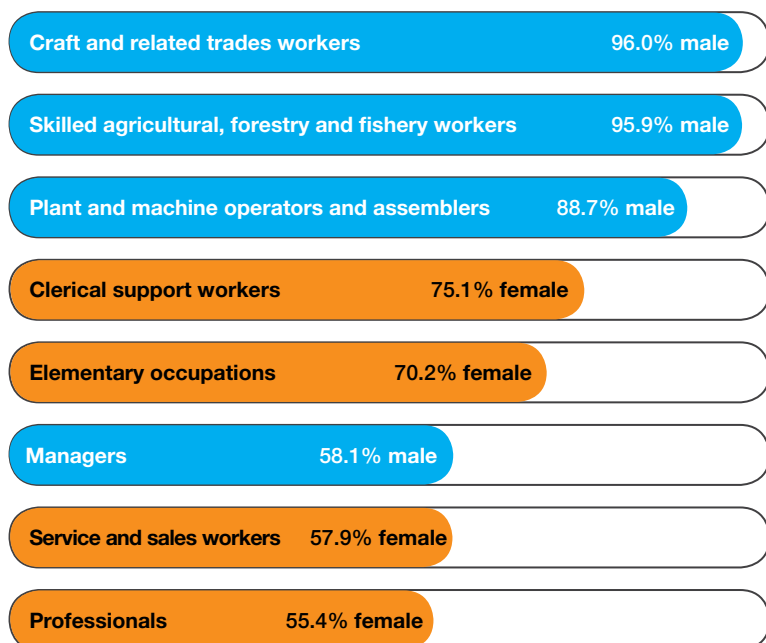 Craft and related trades workers 96.0% male
Skilled agricultural, forestry and fishery workers 95.9% male
Plant and machine operators and assemblers 88.7% male
Clerical support workers 75.1% female
Elementary occupations 70.2% female
Managers 58.1% male
Service and sales workers 57.9% female
Professionals 55.4% female